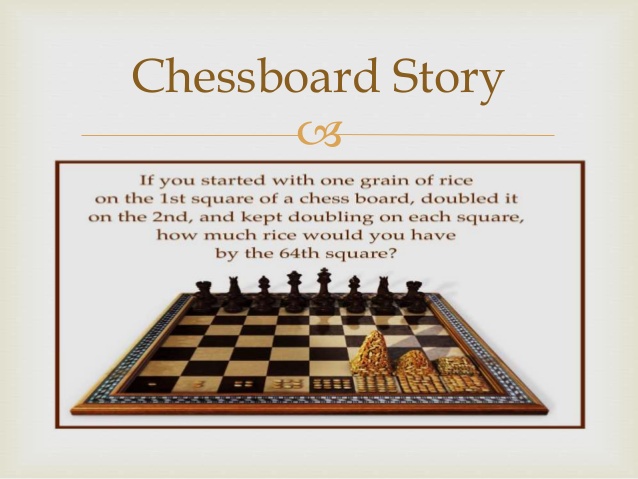 Chessboard Story
If you started with one grain of rice
on the 1st square of a chess board, doubled it
on the 2nd, and kept doubling on each square,
how much rice would you have
by the 64th square?